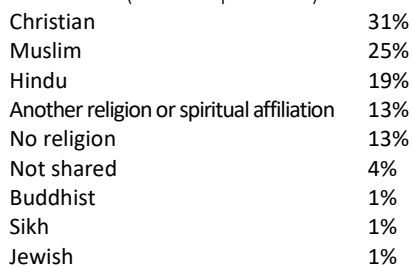 Christian 31%
Muslim 25%
Hindu 19%
Another religion or spiritual affiliation 13%
No religion 13%
Not shared 4%
Buddhist 1%
Sikh 1%
Jewish 1%